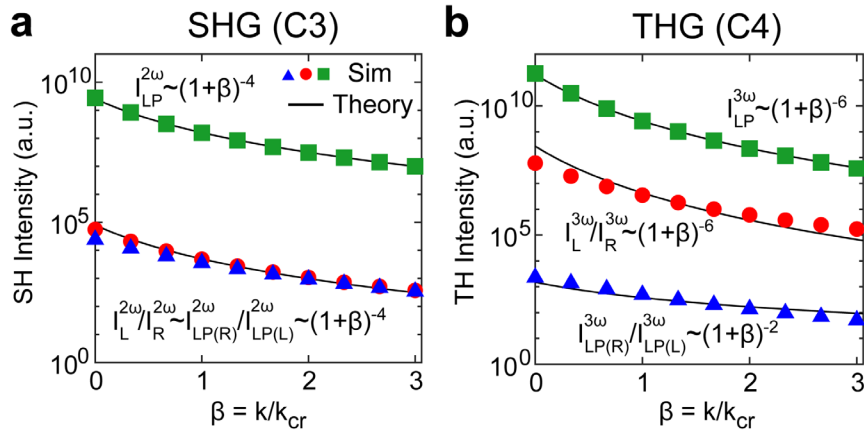 a
SHG (C3)
SH Intensity (a.u.)
10^10
10^5
10^0
I_LP^2ω~(1+β)^-4
Sim
Theory
I_L^2ω/I_R^2ω~I_LP(R)^2ω/I_LP(L)^2ω~(1+β)^-4
0 1 2 3
β = k/k_cr
b
THG (C4)
TH Intensity (a.u.)
10^10
10^5
10^0
I_LP^3ω~(1+β)^-6
I_L^3ω/I_R^3ω~(1+β)^-6
I_LP(R)^3ω/I_LP(L)^3ω~(1+β)^-2
0 1 2 3
β = k/k_cr